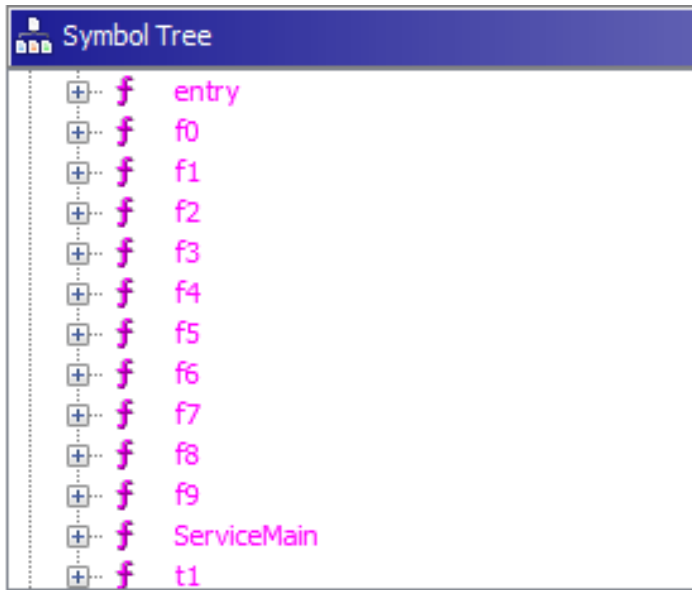 Symbol Tree
entry
f0
f1
f2
f3
f4
f5
f6
f7
f8
f9
ServiceMain
t1